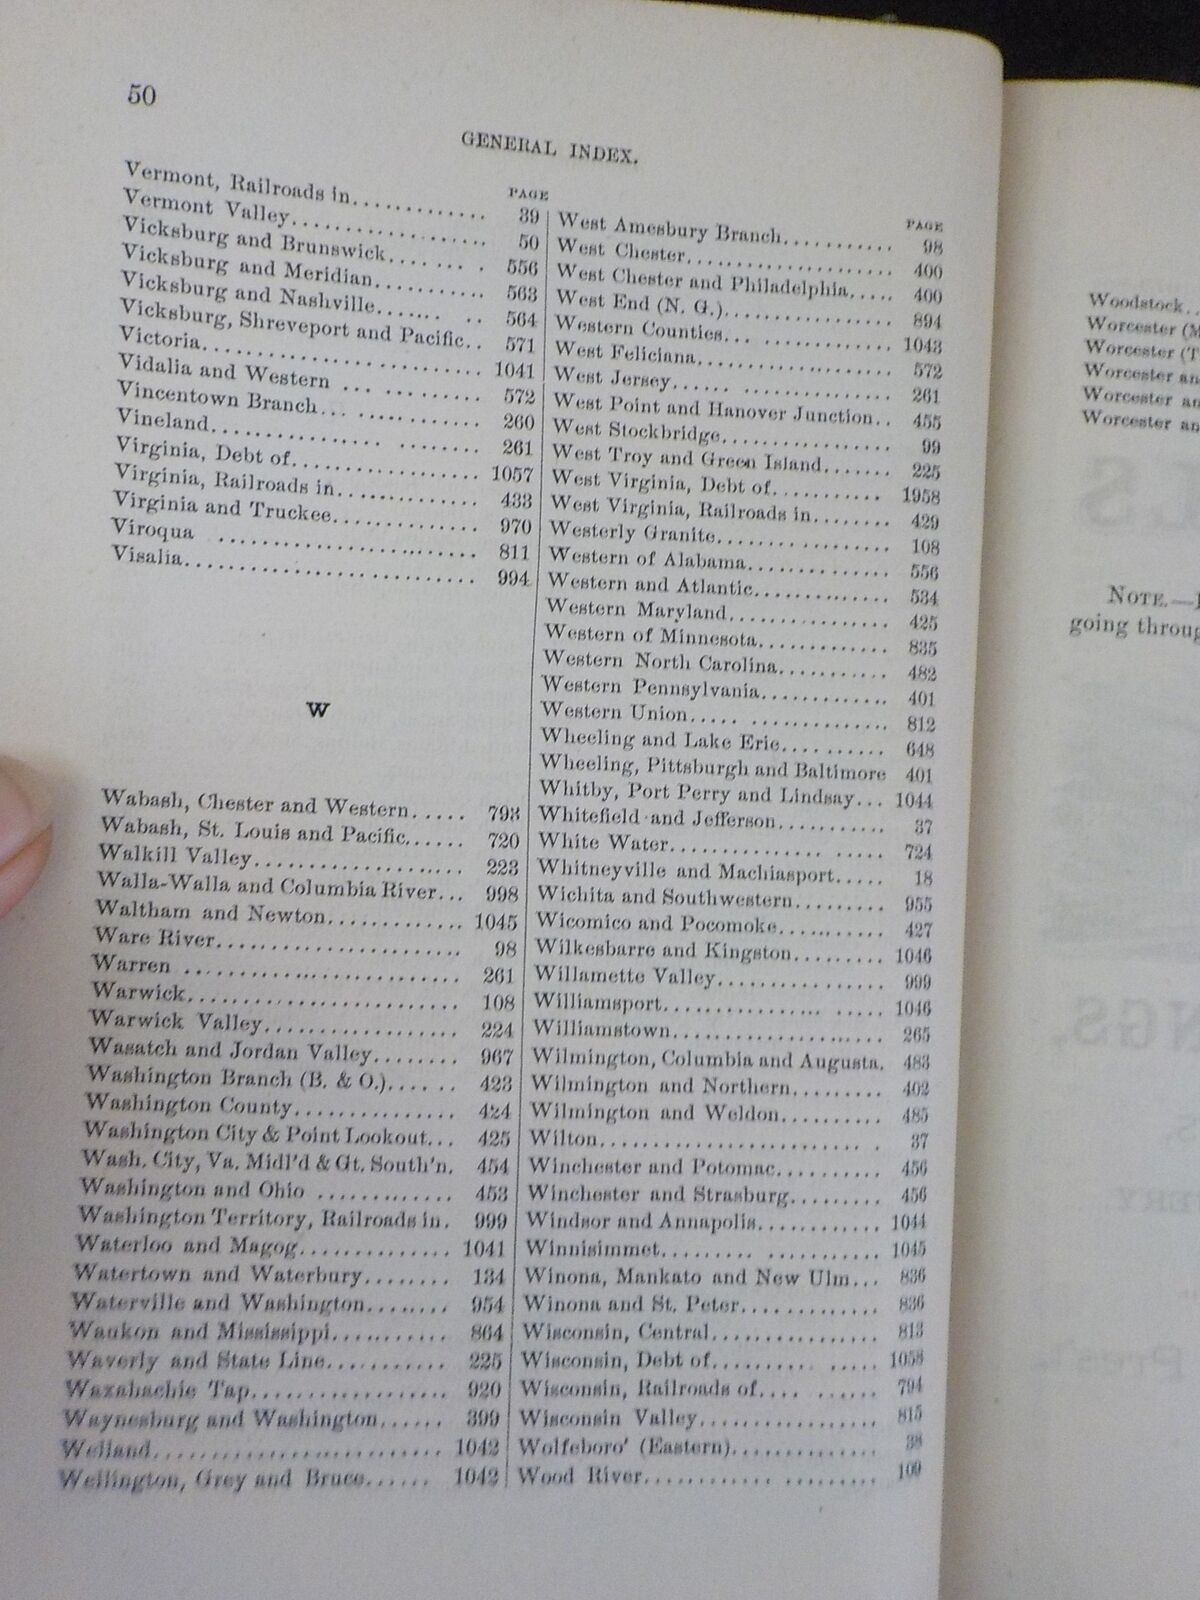 50
GENERAL INDEX.
PAGE
Vermont, Railroads in............. 39
Vermont Valley................... 50
Vicksburg and Brunswick....... . 556
Vicksburg and Meridian........... 563
Vicksburg and Nashville...... .. 564
Vicksburg, Shreveport and Pacific.. 571
Victoria.......................... 1041
Vidalia and Western ... ......... 572
Vincentown Branch... ......... 260
Vineland................ ........ 261
Virginia, Debt of................ 1057
Virginia, Railroads in............. 433
Virginia and Truckee............. 970
Viroqua ....................... 811
Visalia.......................... 994
W
Wabash, Chester and Western..... 793
Wabash, St. Louis and Pacific...... 720
Walkill Valley................... 223
Walla-Walla and Columbia River... 998
Waltham and Newton............ 1045
Ware River...................... 98
Warren ........................ 261
Warwick........................ 108
Warwick Valley................. 224
Wasatch and Jordan Valley........ 967
Washington Branch (B. & O.)...... 423
Washington County.............. 424
Washington City & Point Lookout... 425
Wash. City, Va. Midl'd & Gt. South'n. 454
Washington and Ohio ............ 453
Washington Territory, Railroads in. 999
Waterloo and Magog............. 1041
Watertown and Waterbury........ 134
Waterville and Washington........ 954
Waukon and Mississippi........... 864
Waverly and State Line........... 225
Waxahachie Tap................. 920
Waynesburg and Washington...... 399
Welland........................ 1042
Wellington, Grey and Bruce...... 1042
PAGE
West Amesbury Branch........... 98
West Chester..................... 400
West Chester and Philadelphia..... 400
West End (N. G.)................. 894
Western Counties... ............ 1043
West Feliciana.................. 572
West Jersey...... .............. 261
West Point and Hanover Junction.. 455
West Stockbridge................. 99
West Troy and Green Island....... 225
West Virginia, Debt of........... 1958
West Virginia, Railroads in........ 429
Westerly Granite................. 108
Western of Alabama.............. 556
Western and Atlantic............. 534
Western Maryland................ 425
Western of Minnesota............. 835
Western North Carolina........... 482
Western Pennsylvania............ 401
Western Union..... .............. 812
Wheeling and Lake Erie.......... 648
Wheeling, Pittsburgh and Baltimore 401
Whitby, Port Perry and Lindsay... 1044
Whitefield and Jefferson........... 37
White Water............... ..... 724
Whitneyville and Machiasport..... 18
Wichita and Southwestern......... 955
Wicomico and Pocomoke.......... 427
Wilkesbarre and Kingston......... 1046
Willamette Valley................ 999
Williamsport............... ..... 1046
Williamstown.................... 265
Wilmington, Columbia and Augusta. 483
Wilmington and Northern......... 402
Wilmington and Weldon.......... 485
Wilton........................ . 37
Winchester and Potomac.......... 456
Winchester and Strasburg......... 456
Windsor and Annapolis............ 1044
Winnisimmet......... ........... 1045
Winona, Mankato and New Ulm... 836
Winona and St. Peter............. 836
Wisconsin, Central................ 813
Wisconsin, Debt of.......... ..... 1058
Wisconsin, Railroads of.... ...... 794
Wisconsin Valley................. 815
Wolfeboro' (Eastern).............. 38
Wood River............ ......... 109
Woodstock..
Worcester
Worcester
Worcester
Worcester
Worcester
NOTE.—
going